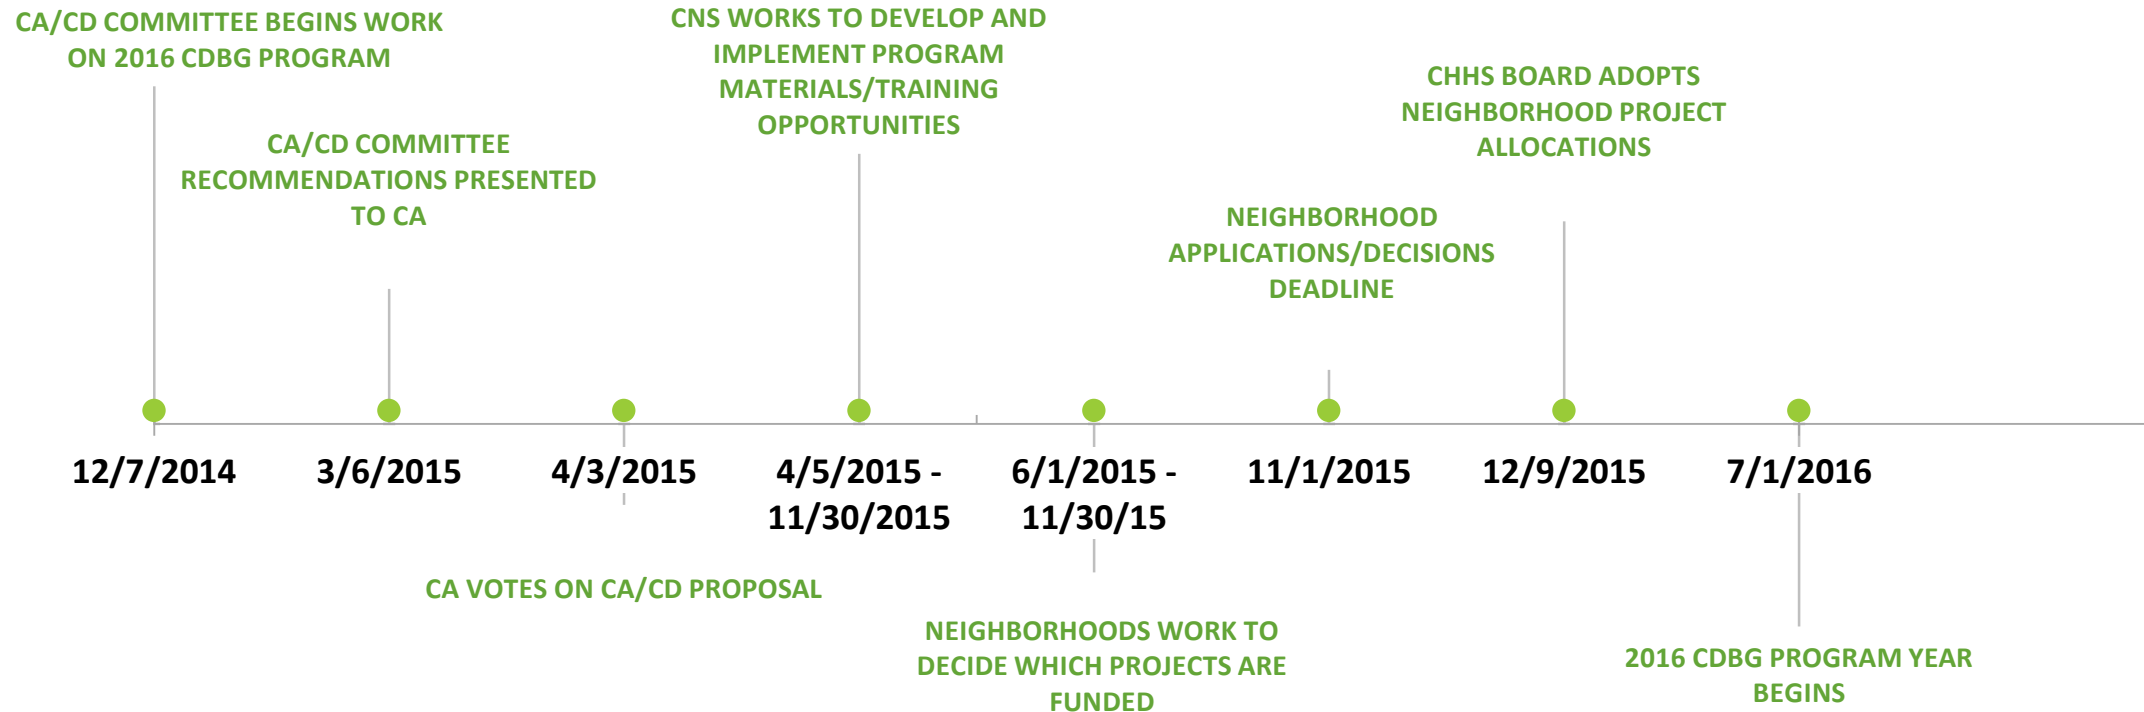 CA/CD COMMITTEE BEGINS WORK
ON 2016 CDBG PROGRAM
CA/CD COMMITTEE
RECOMMENDATIONS PRESENTED
TO CA
CNS WORKS TO DEVELOP AND
IMPLEMENT PROGRAM
MATERIALS/TRAINING
OPPORTUNITIES
NEIGHBORHOOD
APPLICATIONS/DECISIONS
DEADLINE
CHHS BOARD ADOPTS
NEIGHBORHOOD PROJECT
ALLOCATIONS
12/7/2014
3/6/2015
4/3/2015
4/5/2015 -
11/30/2015
6/1/2015 -
11/30/15
11/1/2015
12/9/2015
7/1/2016
CA VOTES ON CA/CD PROPOSAL
NEIGHBORHOODS WORK TO
DECIDE WHICH PROJECTS ARE
FUNDED
2016 CDBG PROGRAM YEAR
BEGINS